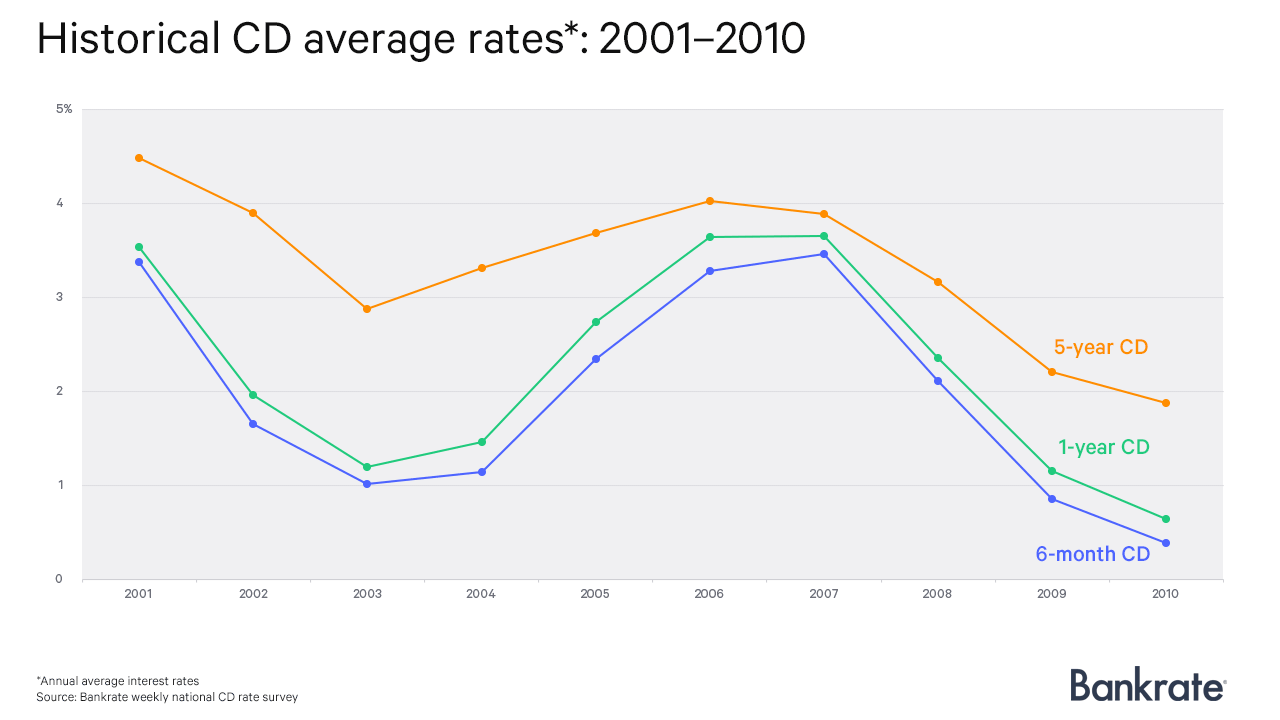 Historical CD average rates*: 2001–2010
5%
4
3
2
1
0
5-year CD
1-year CD
6-month CD
2001 2002 2003 2004 2005 2006 2007 2008 2009 2010
*Annual average interest rates
Source: Bankrate weekly national CD rate survey
Bankrate